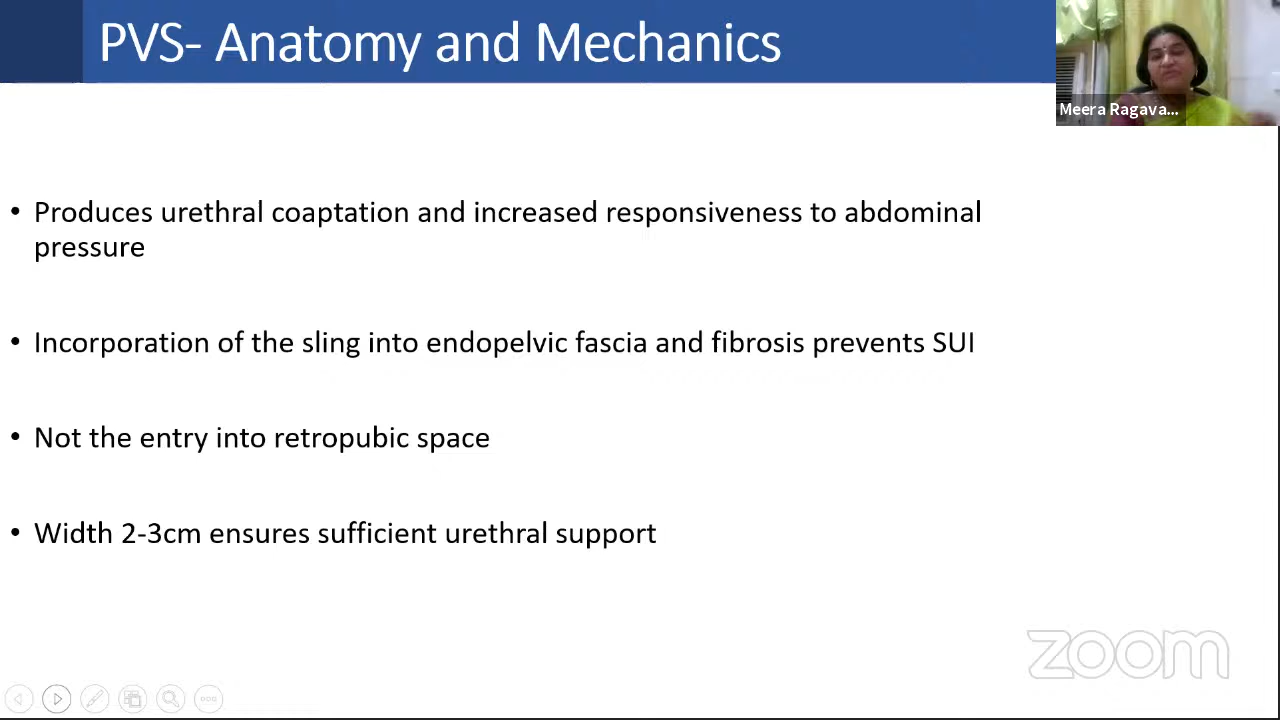 PVS- Anatomy and Mechanics
Meera Ragava...
• Produces urethral coaptation and increased responsiveness to abdominal
pressure
• Incorporation of the sling into endopelvic fascia and fibrosis prevents SUI
• Not the entry into retropubic space
• Width 2-3cm ensures sufficient urethral support
zoom